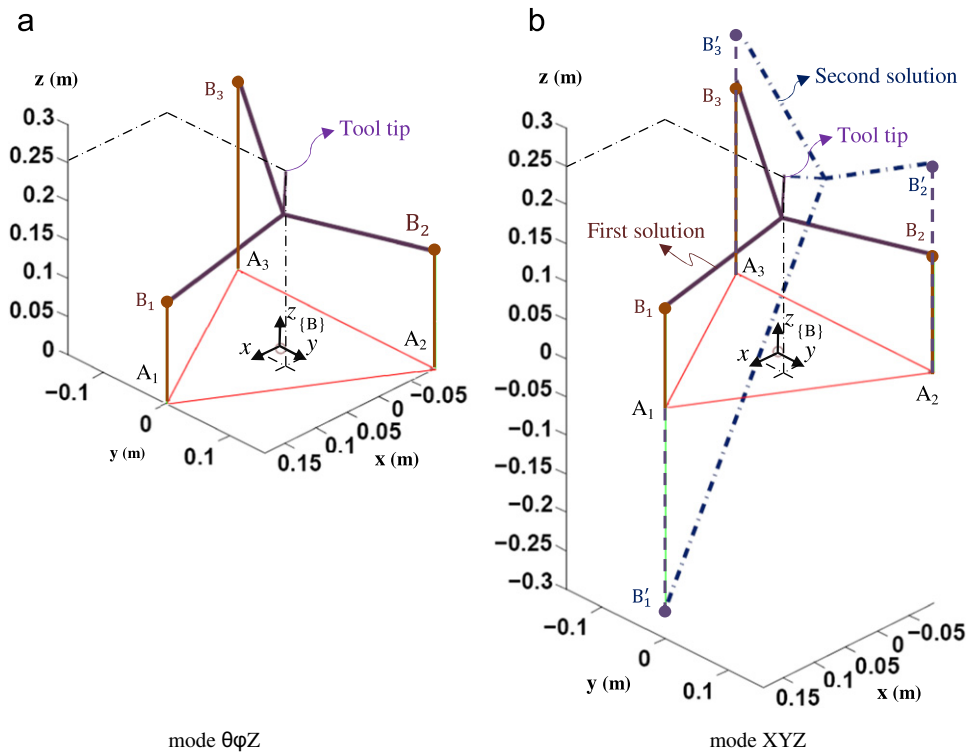 a
z (m)
0.3
0.25
0.2
0.15
0.1
0.05
0
B₃
Tool tip
B₂
B₁
A₃
A₂
A₁
z
{B}
x
y
−0.1
0
0.1
y (m)
−0.05
0
0.05
0.1
0.15
x (m)
mode θφZ
b
z (m)
0.3
0.25
0.2
0.15
0.1
0.05
0
−0.05
−0.1
−0.15
−0.2
−0.25
−0.3
B′₃
Second solution
B₃
Tool tip
B′₂
B₂
First solution
B₁
A₃
A₂
A₁
z
{B}
x
y
B′₁
−0.1
0
0.1
y (m)
−0.05
0
0.05
0.1
0.15
x (m)
mode XYZ